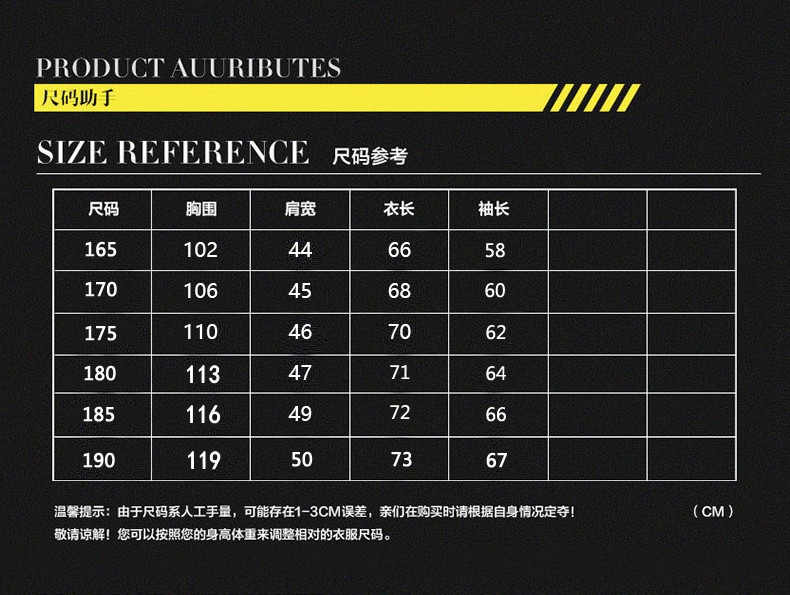 PRODUCT AUURIBUTES
尺码助手
SIZE REFERENCE 尺码参考
尺码 胸围 肩宽 衣长 袖长
165 102 44 66 58
170 106 45 68 60
175 110 46 70 62
180 113 47 71 64
185 116 49 72 66
190 119 50 73 67
温馨提示：由于尺码系人工手量，可能存在1-3CM误差，亲们在购买时请根据自身情况定夺！ （CM）
敬请谅解！您可以按照您的身高体重来调整相对的衣服尺码。